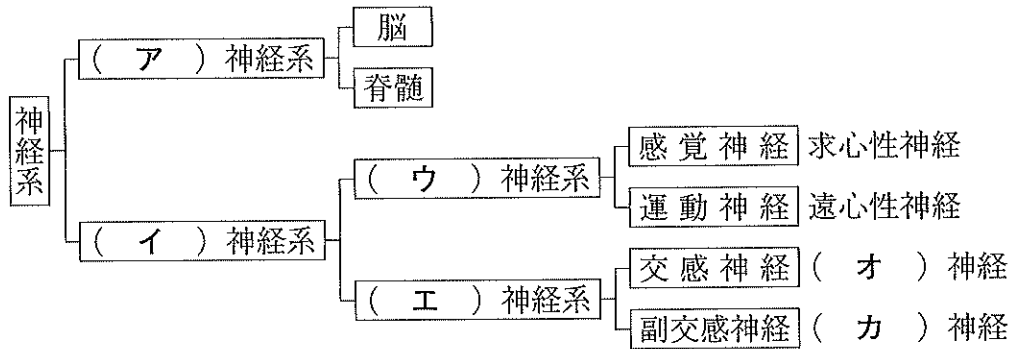 神経系
( ア ) 神経系
脳
脊髄
( イ ) 神経系
( ウ ) 神経系
感覚神経 求心性神経
運動神経 遠心性神経
( エ ) 神経系
交感神経 ( オ ) 神経
副交感神経 ( カ ) 神経